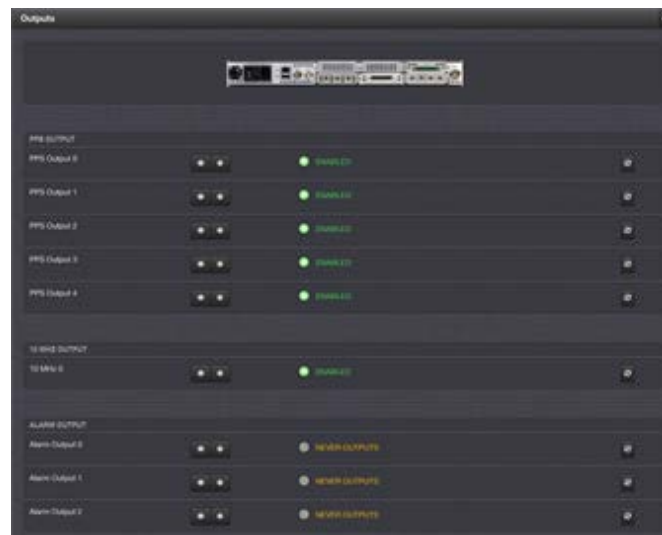 Outputs
PPS OUTPUT
PPS Output 0
ENABLED
PPS Output 1
ENABLED
PPS Output 2
ENABLED
PPS Output 3
ENABLED
PPS Output 4
ENABLED
10 MHZ OUTPUT
10 MHz 0
ENABLED
ALARM OUTPUT
Alarm Output 0
NEVER OUTPUTS
Alarm Output 1
NEVER OUTPUTS
Alarm Output 2
NEVER OUTPUTS